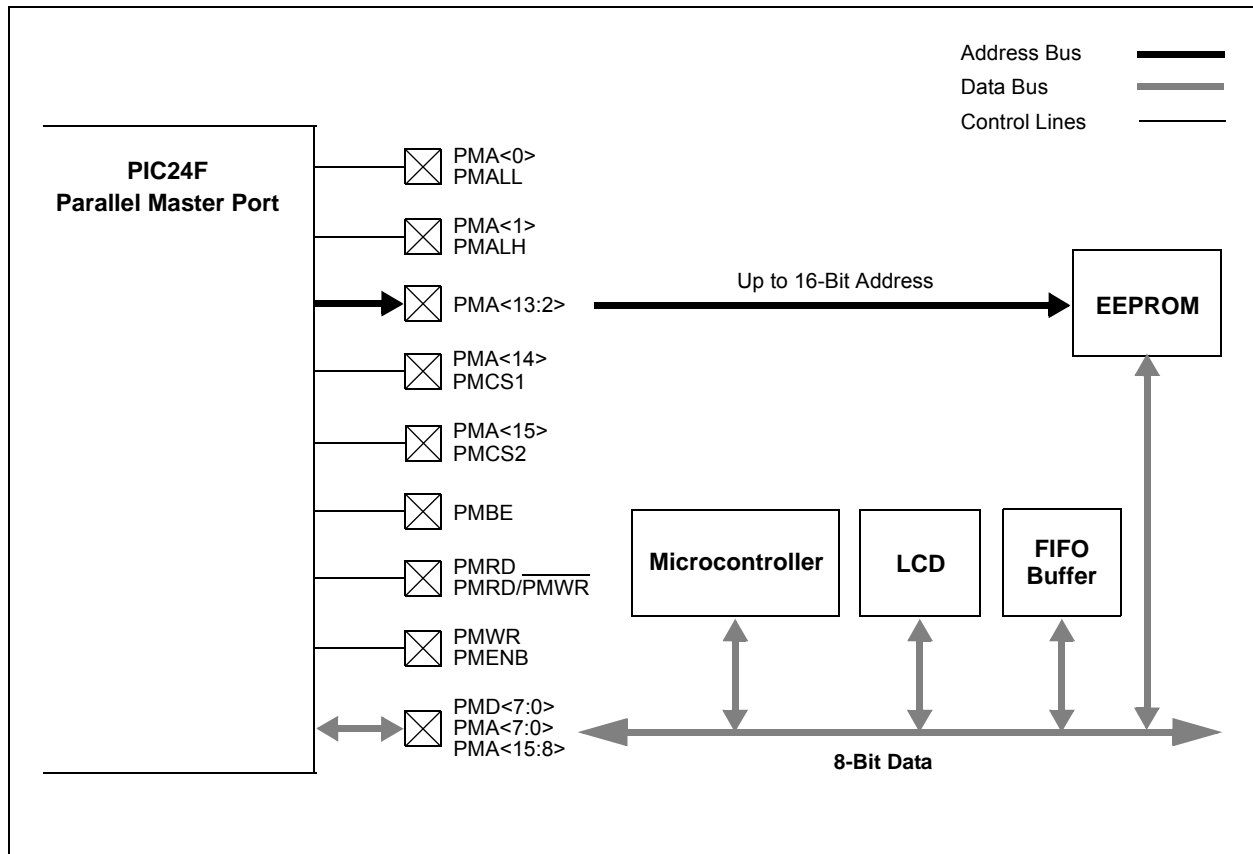 Address Bus
Data Bus
Control Lines
PIC24F
Parallel Master Port
PMA<0>
PMALL
PMA<1>
PMALH
PMA<13:2>
Up to 16-Bit Address
EEPROM
PMA<14>
PMCS1
PMA<15>
PMCS2
PMBE
PMRD
PMRD/PMWR
Microcontroller
LCD
FIFO
Buffer
PMWR
PMENB
PMD<7:0>
PMA<7:0>
PMA<15:8>
8-Bit Data